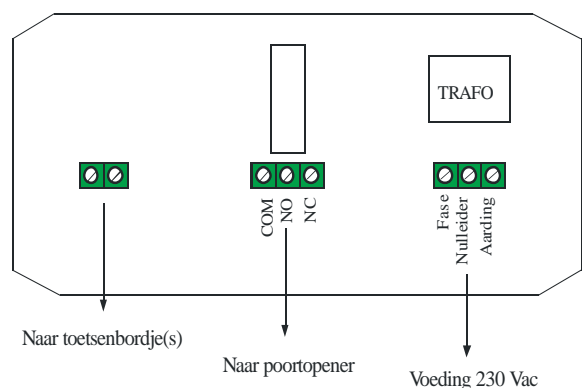 TRAFO
COM
NO
NC
Fase
Nulleider
Aarding
Naar toetsenbordje(s)
Naar poortopener
Voeding 230 Vac